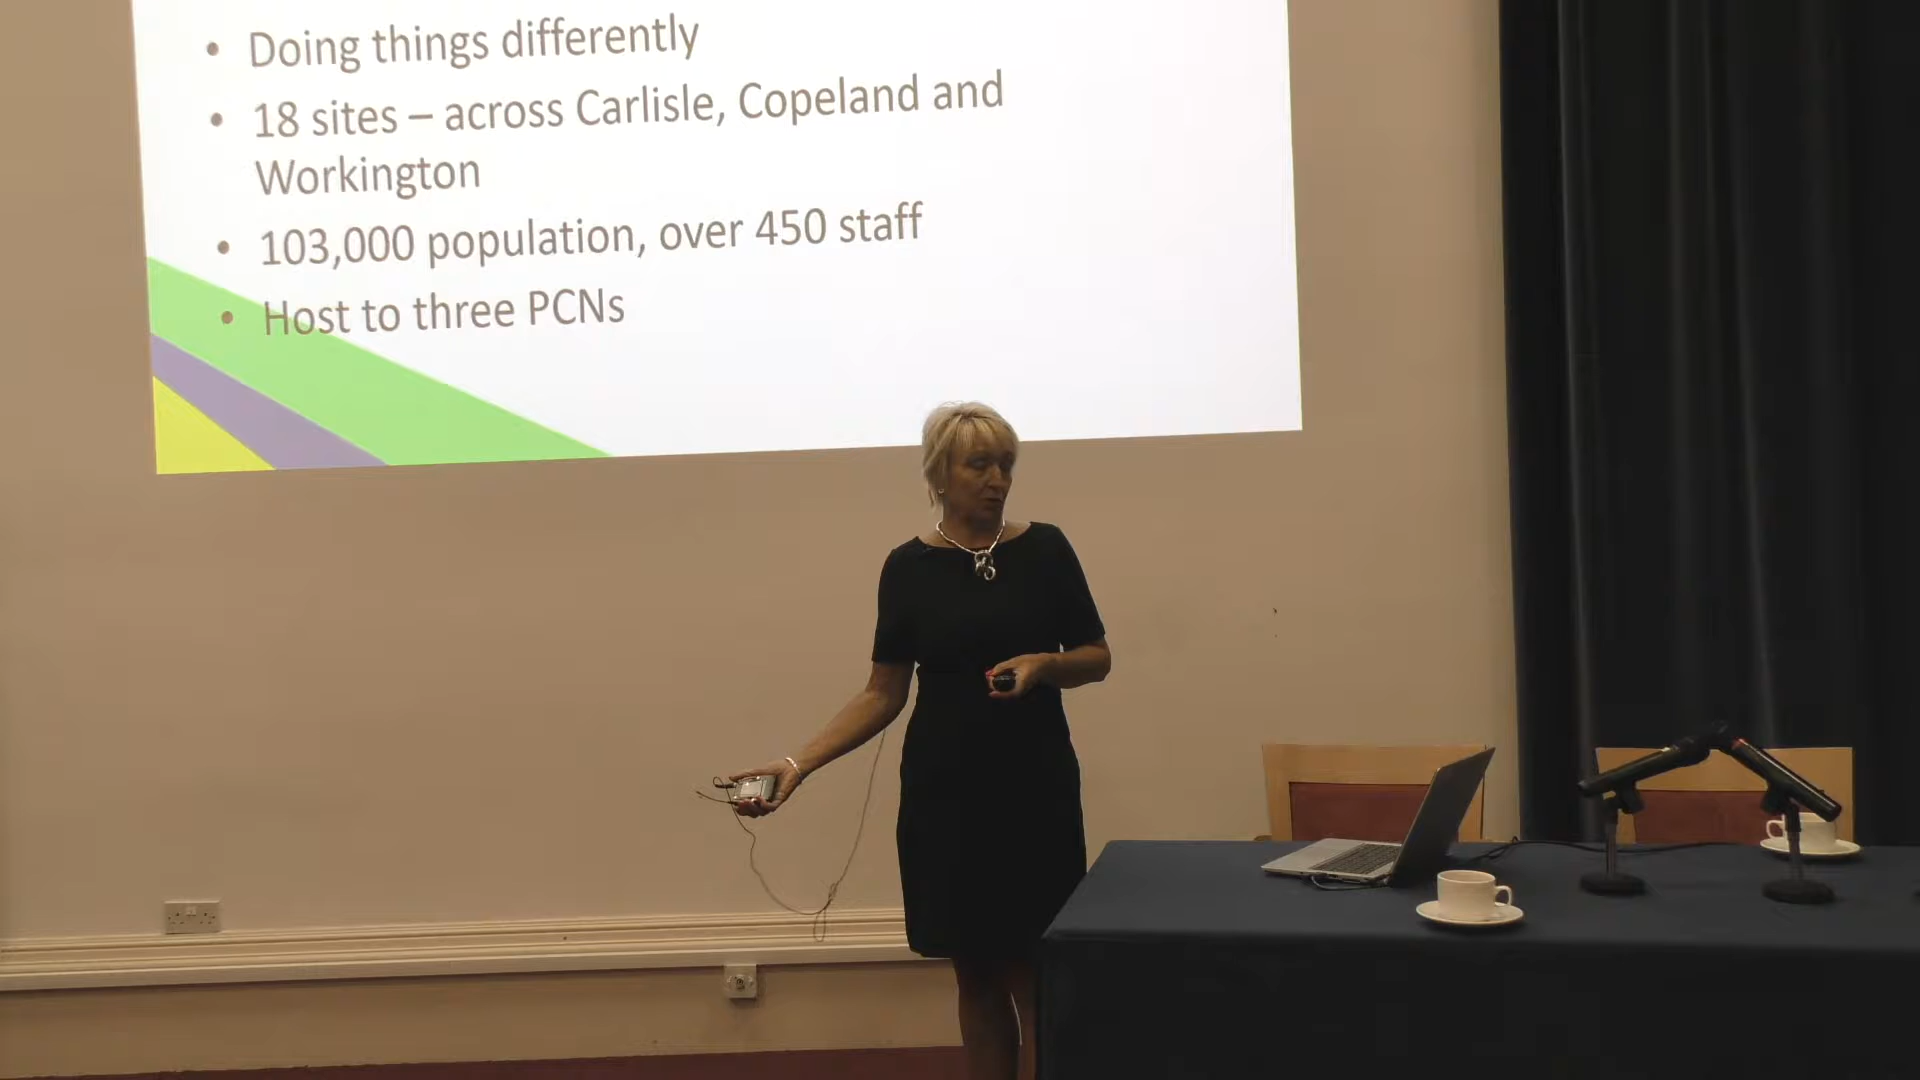 • Doing things differently
• 18 sites – across Carlisle, Copeland and
Workington
• 103,000 population, over 450 staff
• Host to three PCNs